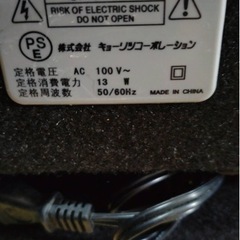 RISK OF ELECTRIC SHOCK
DO NOT OPEN
PS
E
株式会社 キョーリツコーポレーション
定格電圧 AC 100V～
定格消費電力 13 W
定格周波数 50/60Hz
MADE IN CHINA